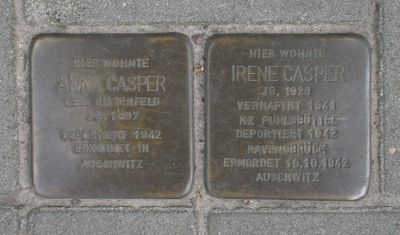 HIER WOHNTE
ANNA CASPER
GEB. BITTENFELD
JG. 1887
DEPORTIERT 1942
ERMORDET IN
AUSCHWITZ
HIER WOHNTE
IRENE CASPER
JG. 1920
VERHAFTET 1941
KZ FUHLSBÜTTEL
DEPORTIERT 1942
RAVENSBRÜCK
ERMORDET 16.10.1942
AUSCHWITZ